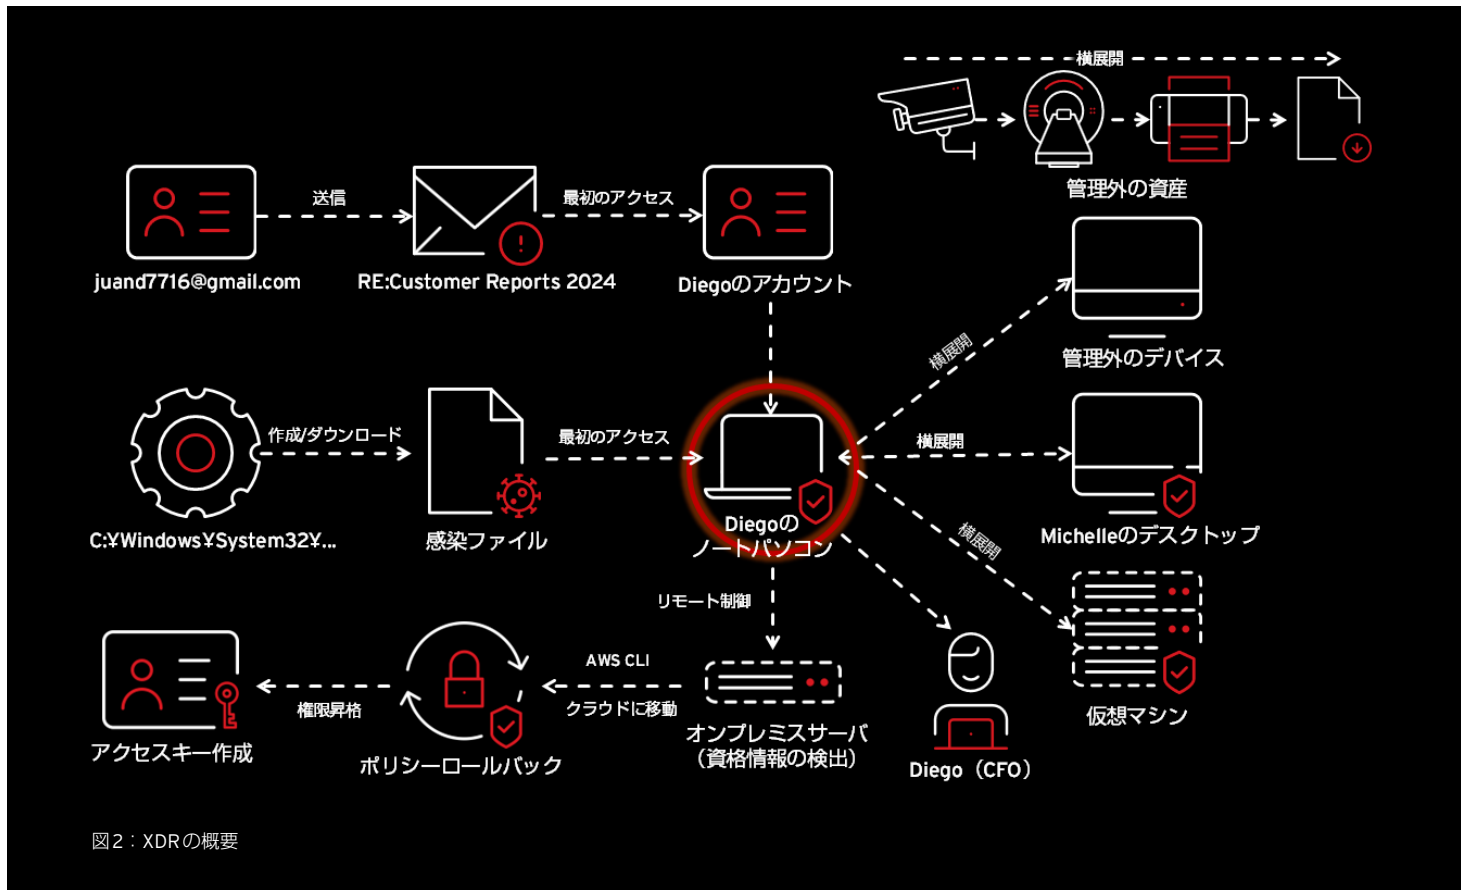 横展開
管理外の資産
送信
最初のアクセス
juand7716@gmail.com
RE:Customer Reports 2024
Diegoのアカウント
横展開
管理外のデバイス
作成/ダウンロード
最初のアクセス
横展開
C:¥Windows¥System32¥...
感染ファイル
Diegoの
ノートパソコン
Michelleのデスクトップ
横展開
リモート制御
AWS CLI
クラウドに移動
権限昇格
仮想マシン
アクセスキー作成
ポリシーロールバック
オンプレミスサーバ
（資格情報の検出）
Diego（CFO）
図2：XDRの概要